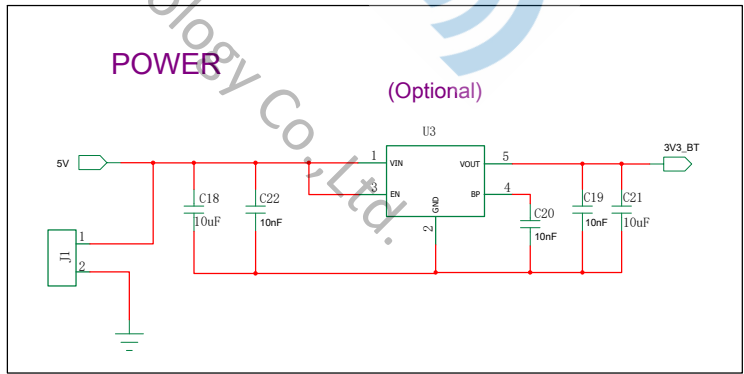 POWER
(Optional)
ology Co.,Ltd.
U3
5V
1 VIN VOUT 5
3V3_BT
3 EN BP 4
GND
2
C18
10uF
C22
10nF
C20
10nF
C19
10nF
C21
10uF
J1
1
2